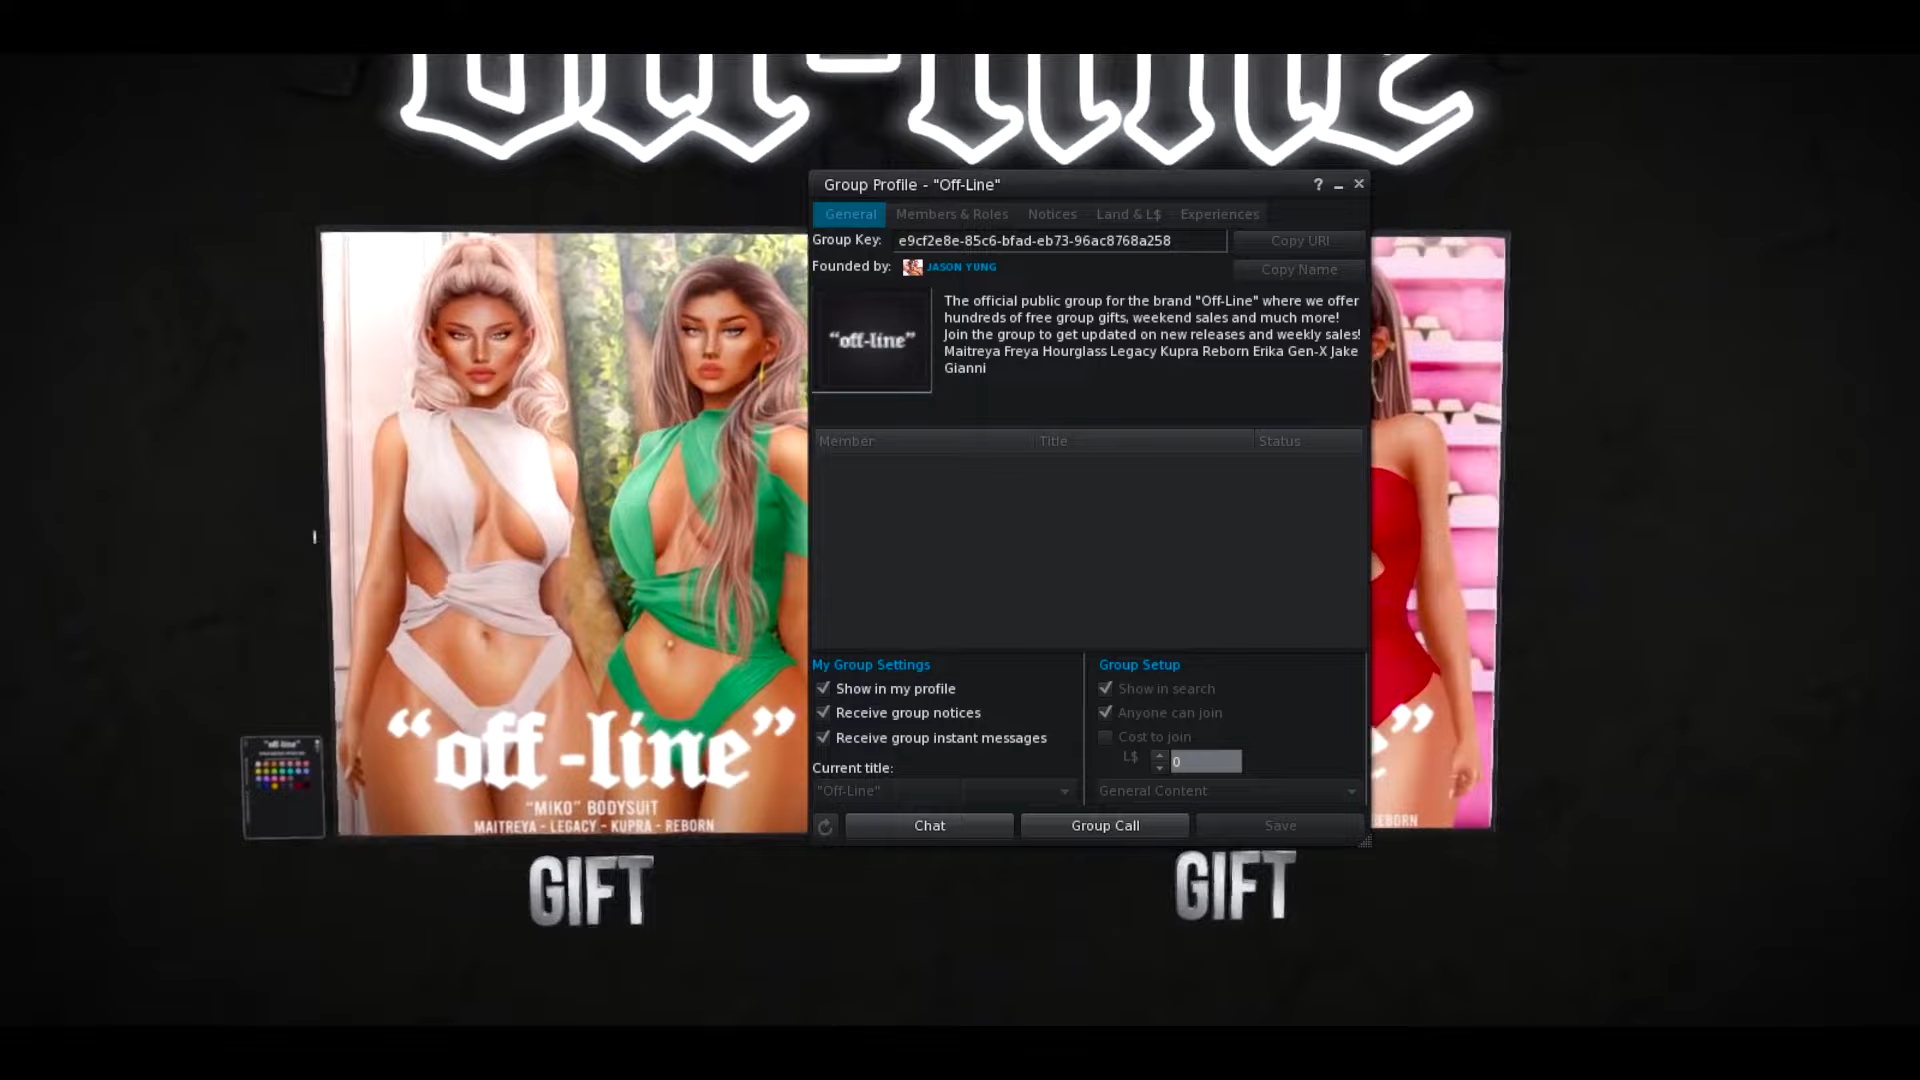 off-line
Group Profile - "Off-Line"
?
General Members & Roles Notices Land & L$ Experiences
Group Key: e9cf2e8e-85c6-bfad-eb73-96ac8768a258 Copy URI
Founded by: JASON YUNG Copy Name
“off-line”
The official public group for the brand "Off-Line" where we offer
hundreds of free group gifts, weekend sales and much more!
Join the group to get updated on new releases and weekly sales!
Maitreya Freya Hourglass Legacy Kupra Reborn Erika Gen-X Jake
Gianni
Member Title Status
My Group Settings
Show in my profile
Receive group notices
Receive group instant messages
Current title:
"Off-Line"
Group Setup
Show in search
Anyone can join
Cost to join
L$ 0
General Content
Chat Group Call Save
“off-line”
“MIKO” BODYSUIT
MAITREYA - LEGACY - KUPRA - REBORN
GIFT
"off-line"
EBORN
GIFT